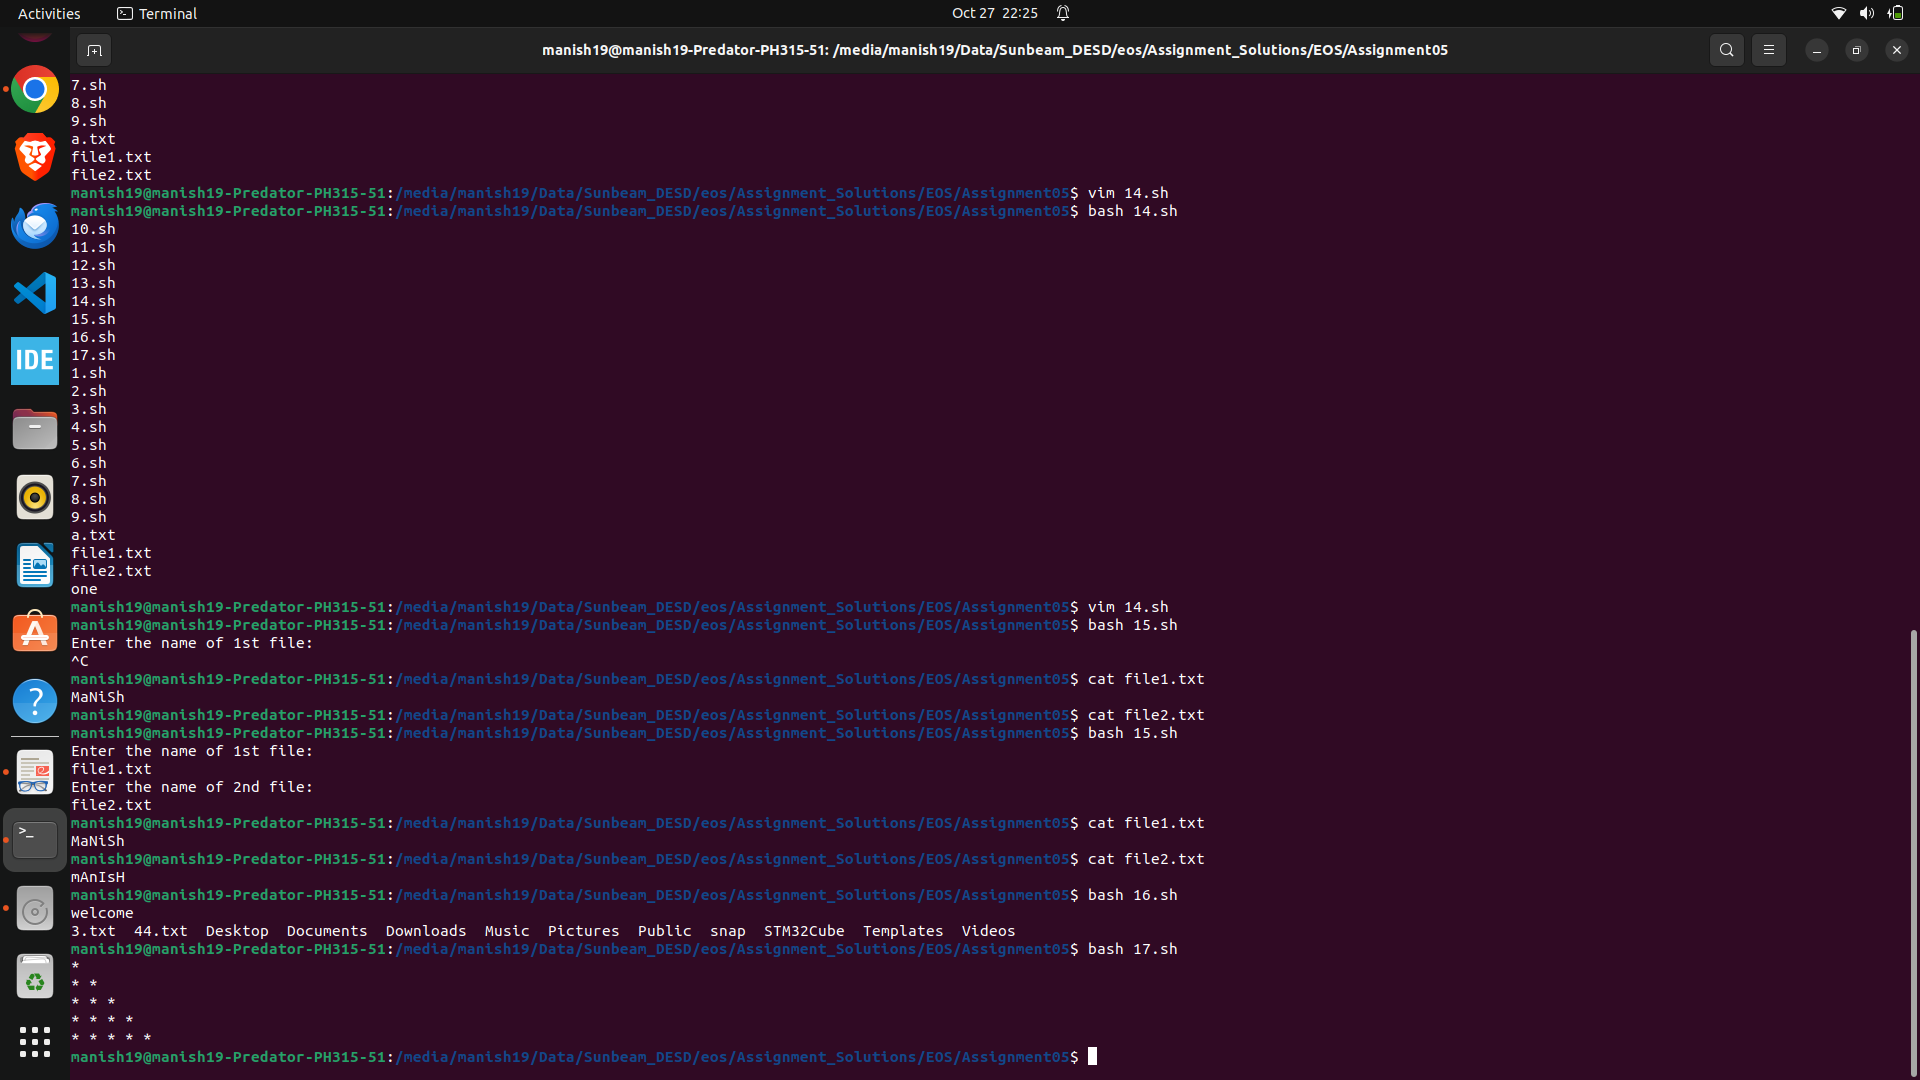 Activities Terminal Oct 27 22:25
manish19@manish19-Predator-PH315-51: /media/manish19/Data/Sunbeam_DESD/eos/Assignment_Solutions/EOS/Assignment05
7.sh
8.sh
9.sh
a.txt
file1.txt
file2.txt
manish19@manish19-Predator-PH315-51:/media/manish19/Data/Sunbeam_DESD/eos/Assignment_Solutions/EOS/Assignment05$ vim 14.sh
manish19@manish19-Predator-PH315-51:/media/manish19/Data/Sunbeam_DESD/eos/Assignment_Solutions/EOS/Assignment05$ bash 14.sh
10.sh
11.sh
12.sh
13.sh
14.sh
15.sh
16.sh
17.sh
1.sh
2.sh
3.sh
4.sh
5.sh
6.sh
7.sh
8.sh
9.sh
a.txt
file1.txt
file2.txt
one
manish19@manish19-Predator-PH315-51:/media/manish19/Data/Sunbeam_DESD/eos/Assignment_Solutions/EOS/Assignment05$ vim 14.sh
manish19@manish19-Predator-PH315-51:/media/manish19/Data/Sunbeam_DESD/eos/Assignment_Solutions/EOS/Assignment05$ bash 15.sh
Enter the name of 1st file:
^C
manish19@manish19-Predator-PH315-51:/media/manish19/Data/Sunbeam_DESD/eos/Assignment_Solutions/EOS/Assignment05$ cat file1.txt
MaNiSh
manish19@manish19-Predator-PH315-51:/media/manish19/Data/Sunbeam_DESD/eos/Assignment_Solutions/EOS/Assignment05$ cat file2.txt
manish19@manish19-Predator-PH315-51:/media/manish19/Data/Sunbeam_DESD/eos/Assignment_Solutions/EOS/Assignment05$ bash 15.sh
Enter the name of 1st file:
file1.txt
Enter the name of 2nd file:
file2.txt
manish19@manish19-Predator-PH315-51:/media/manish19/Data/Sunbeam_DESD/eos/Assignment_Solutions/EOS/Assignment05$ cat file1.txt
MaNiSh
manish19@manish19-Predator-PH315-51:/media/manish19/Data/Sunbeam_DESD/eos/Assignment_Solutions/EOS/Assignment05$ cat file2.txt
mAnIsH
manish19@manish19-Predator-PH315-51:/media/manish19/Data/Sunbeam_DESD/eos/Assignment_Solutions/EOS/Assignment05$ bash 16.sh
welcome
3.txt 44.txt Desktop Documents Downloads Music Pictures Public snap STM32Cube Templates Videos
manish19@manish19-Predator-PH315-51:/media/manish19/Data/Sunbeam_DESD/eos/Assignment_Solutions/EOS/Assignment05$ bash 17.sh
*
* *
* * *
* * * *
* * * * *
manish19@manish19-Predator-PH315-51:/media/manish19/Data/Sunbeam_DESD/eos/Assignment_Solutions/EOS/Assignment05$
IDE